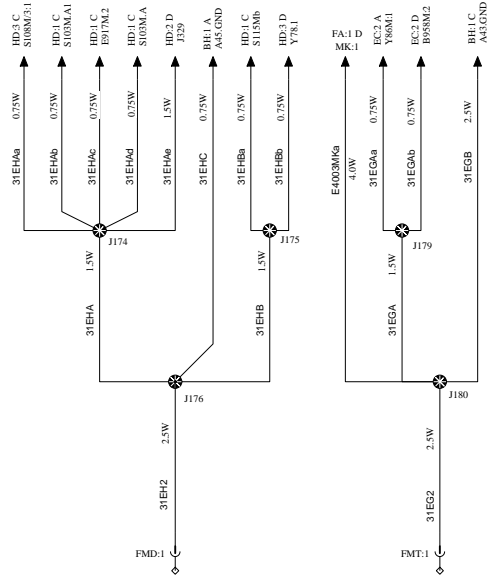 HD:3 C
S108M/3:1
HD:1 C
S103M.A1
HD:1 C
E917M.2
HD:1 C
S103M.A
HD:2 D
J329
BH:1 A
A45.GND
HD:1 C
S115Mb
HD:3 D
Y78.1
FA:1 D
MK:1
EC:2 A
Y86M:1
EC:2 D
B958M:2
BH:1 C
A43.GND
0.75W
0.75W
0.75W
0.75W
1.5W
0.75W
0.75W
0.75W
4.0W
0.75W
0.75W
2.5W
31EHAa
31EHAb
31EHAc
31EHAd
31EHAe
31EHC
31EHBa
31EHBb
E4003MKa
31EGAa
31EGAb
31EGB
J174
J175
J179
1.5W
1.5W
1.5W
31EHA
31EHB
31EGA
J176
J180
2.5W
2.5W
31EH2
31EG2
FMD:1
FMT:1